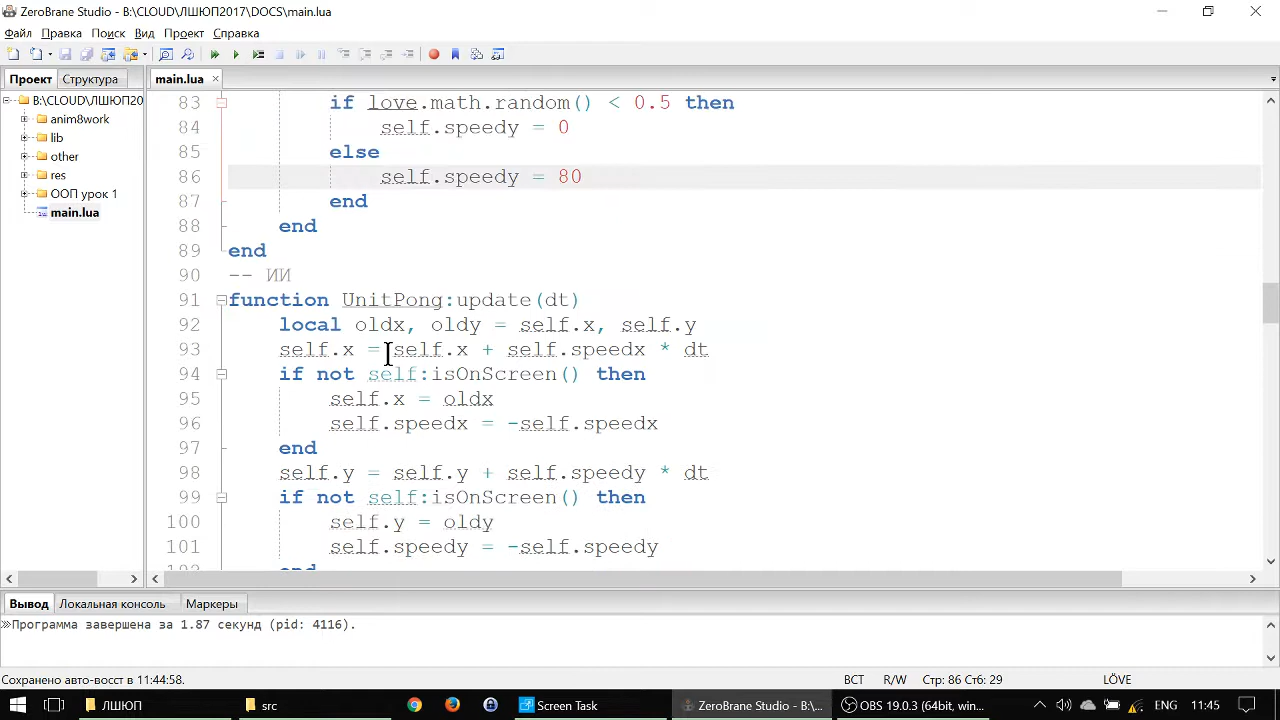 ZeroBrane Studio - B:\CLOUD\ЛШЮП2017\DOCS\main.lua
Файл Правка Поиск Вид Проект Справка
Проект Структура
main.lua
B:\CLOUD\ЛШЮП20
anim8work
lib
other
res
ООП урок 1
main.lua
83 if love.math.random() < 0.5 then
84 self.speedy = 0
85 else
86 self.speedy = 80
87 end
88 end
89 end
90 -- ИИ
91 function UnitPong:update(dt)
92 local oldx, oldy = self.x, self.y
93 self.x = self.x + self.speedx * dt
94 if not self:isOnScreen() then
95 self.x = oldx
96 self.speedx = -self.speedx
97 end
98 self.y = self.y + self.speedy * dt
99 if not self:isOnScreen() then
100 self.y = oldy
101 self.speedy = -self.speedy
102 end
Вывод Локальная консоль Маркеры
Программа завершена за 1.87 секунд (pid: 4116).
Сохранено авто-восст в 11:44:58. ВСТ R/W Стр: 86 Стб: 29 LÖVE
ЛШЮП src Screen Task ZeroBrane Studio - B:\... OBS 19.0.3 (64bit, win... ENG 11:45